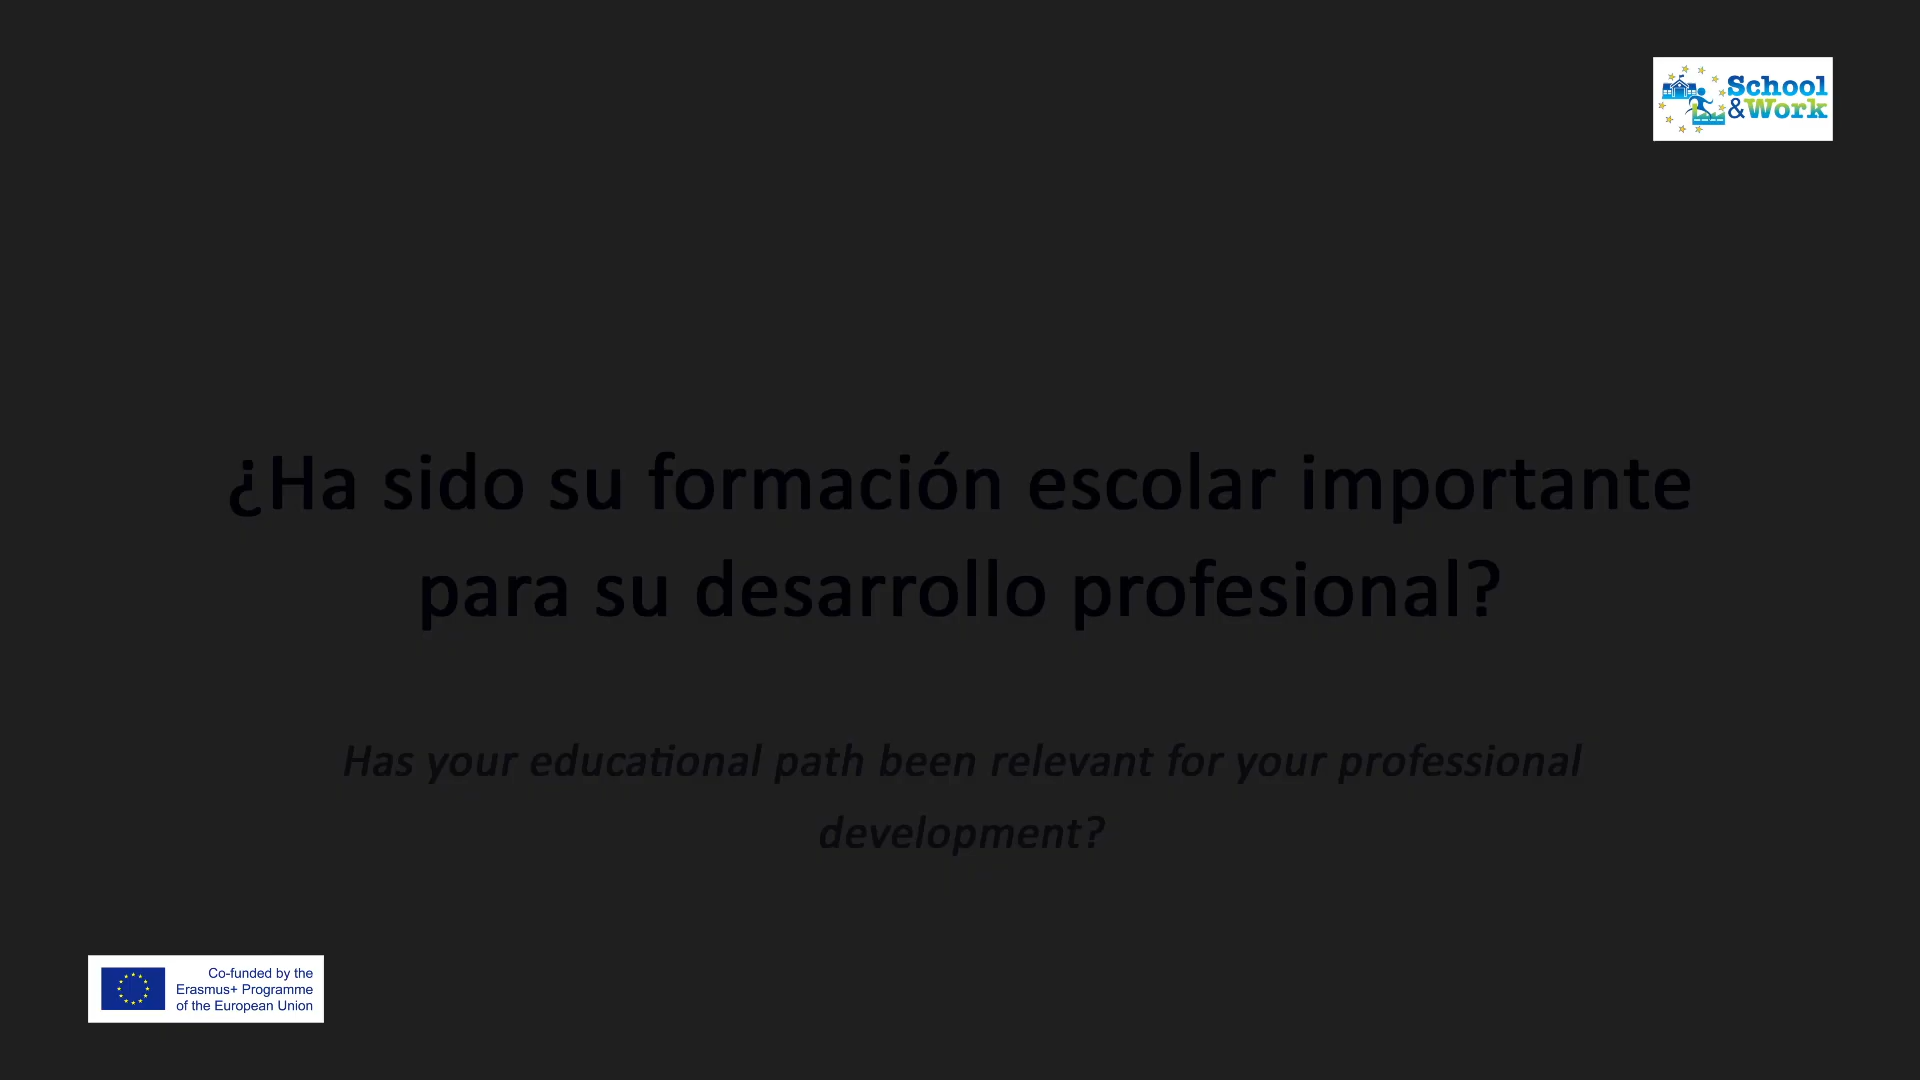 School
&Work
¿Ha sido su formación escolar importante
para su desarrollo profesional?
Has your educational path been relevant for your professional
development?
Co-funded by the
Erasmus+ Programme
of the European Union